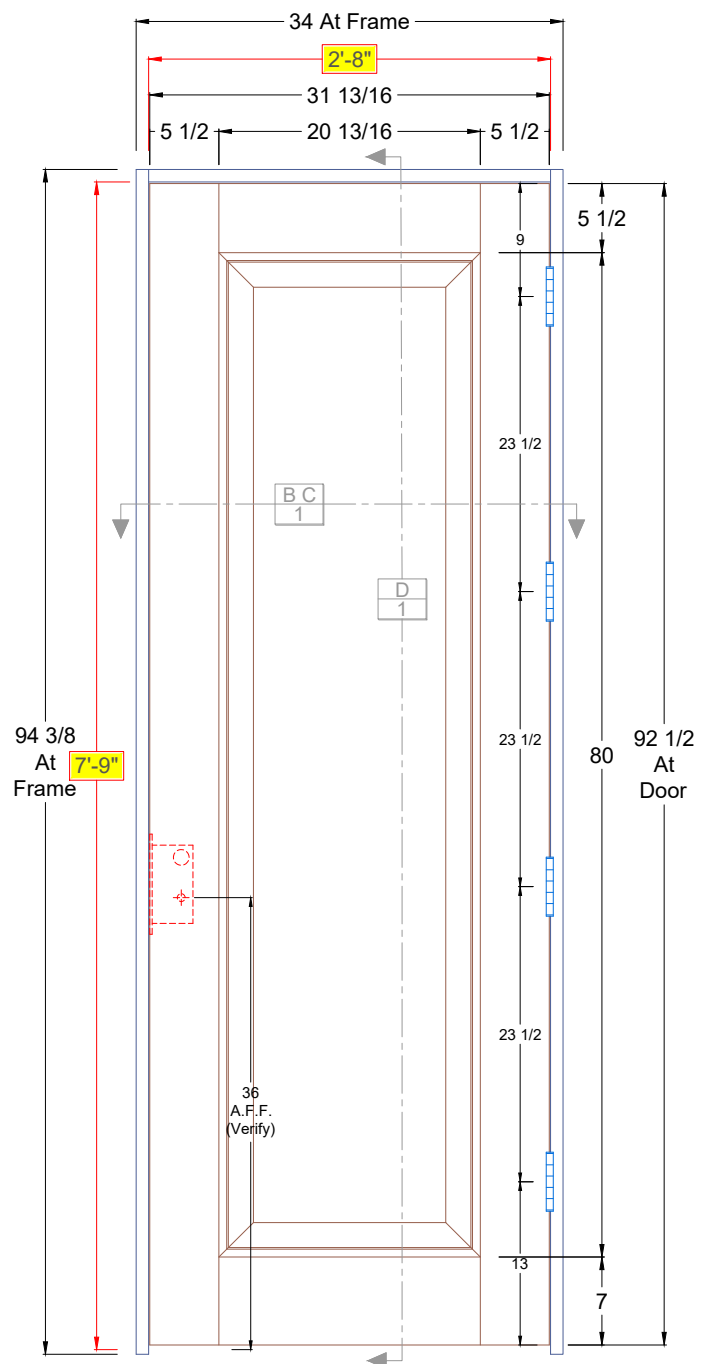 34 At Frame
2'-8"
31 13/16
5 1/2
20 13/16
5 1/2
5 1/2
9
23 1/2
B C
1
D
1
94 3/8
At
Frame
7'-9"
23 1/2
80
92 1/2
At
Door
23 1/2
36
A.F.F.
(Verify)
13
7